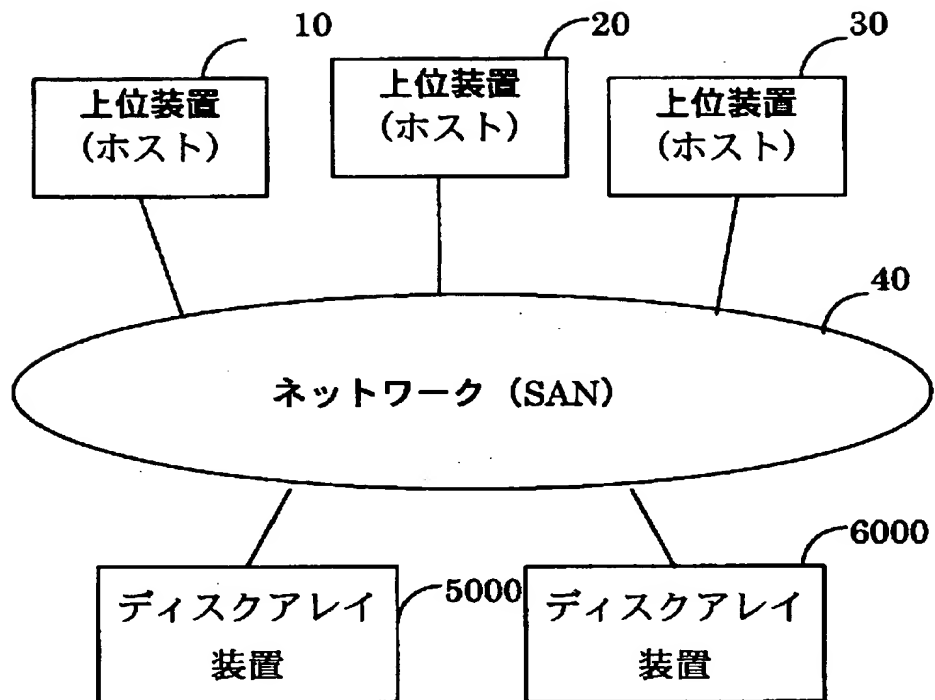 10
20
30
上位装置
(ホスト)
上位装置
(ホスト)
上位装置
(ホスト)
40
ネットワーク (SAN)
5000
6000
ディスクアレイ
装置
ディスクアレイ
装置